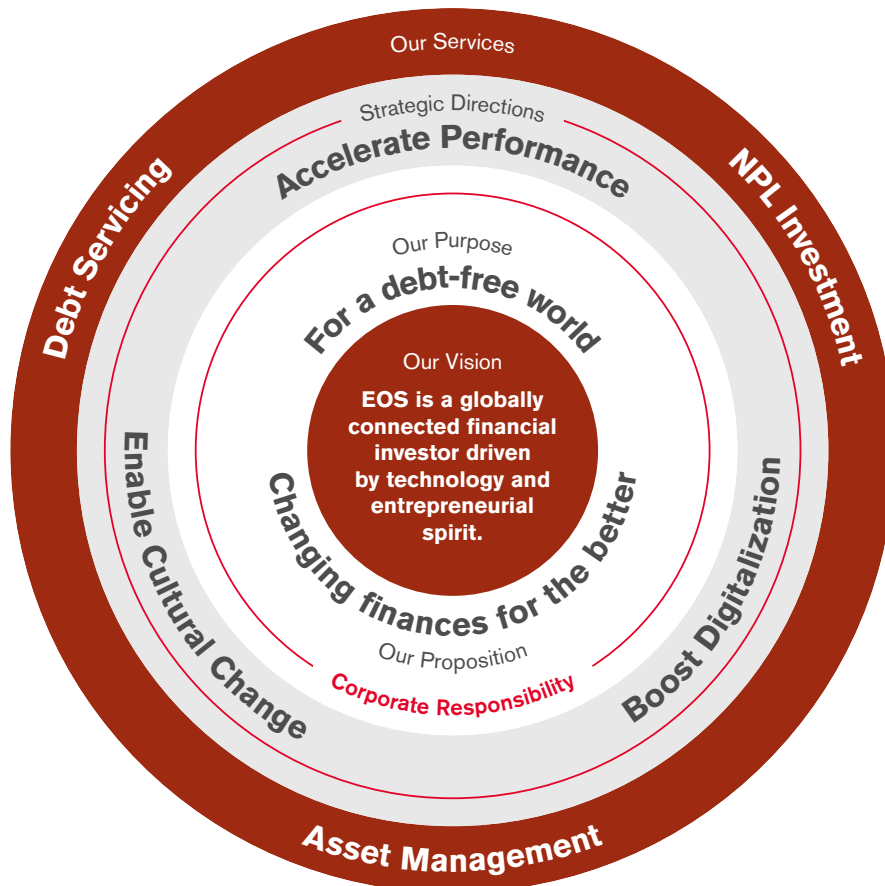 Our Services
Debt Servicing
NPL Investment
Asset Management
Strategic Directions
Accelerate Performance
Enable Cultural Change
Boost Digitalization
Our Purpose
For a debt-free world
Our Vision
EOS is a globally
connected financial
investor driven
by technology and
entrepreneurial
spirit.
Changing finances for the better
Our Proposition
Corporate Responsibility